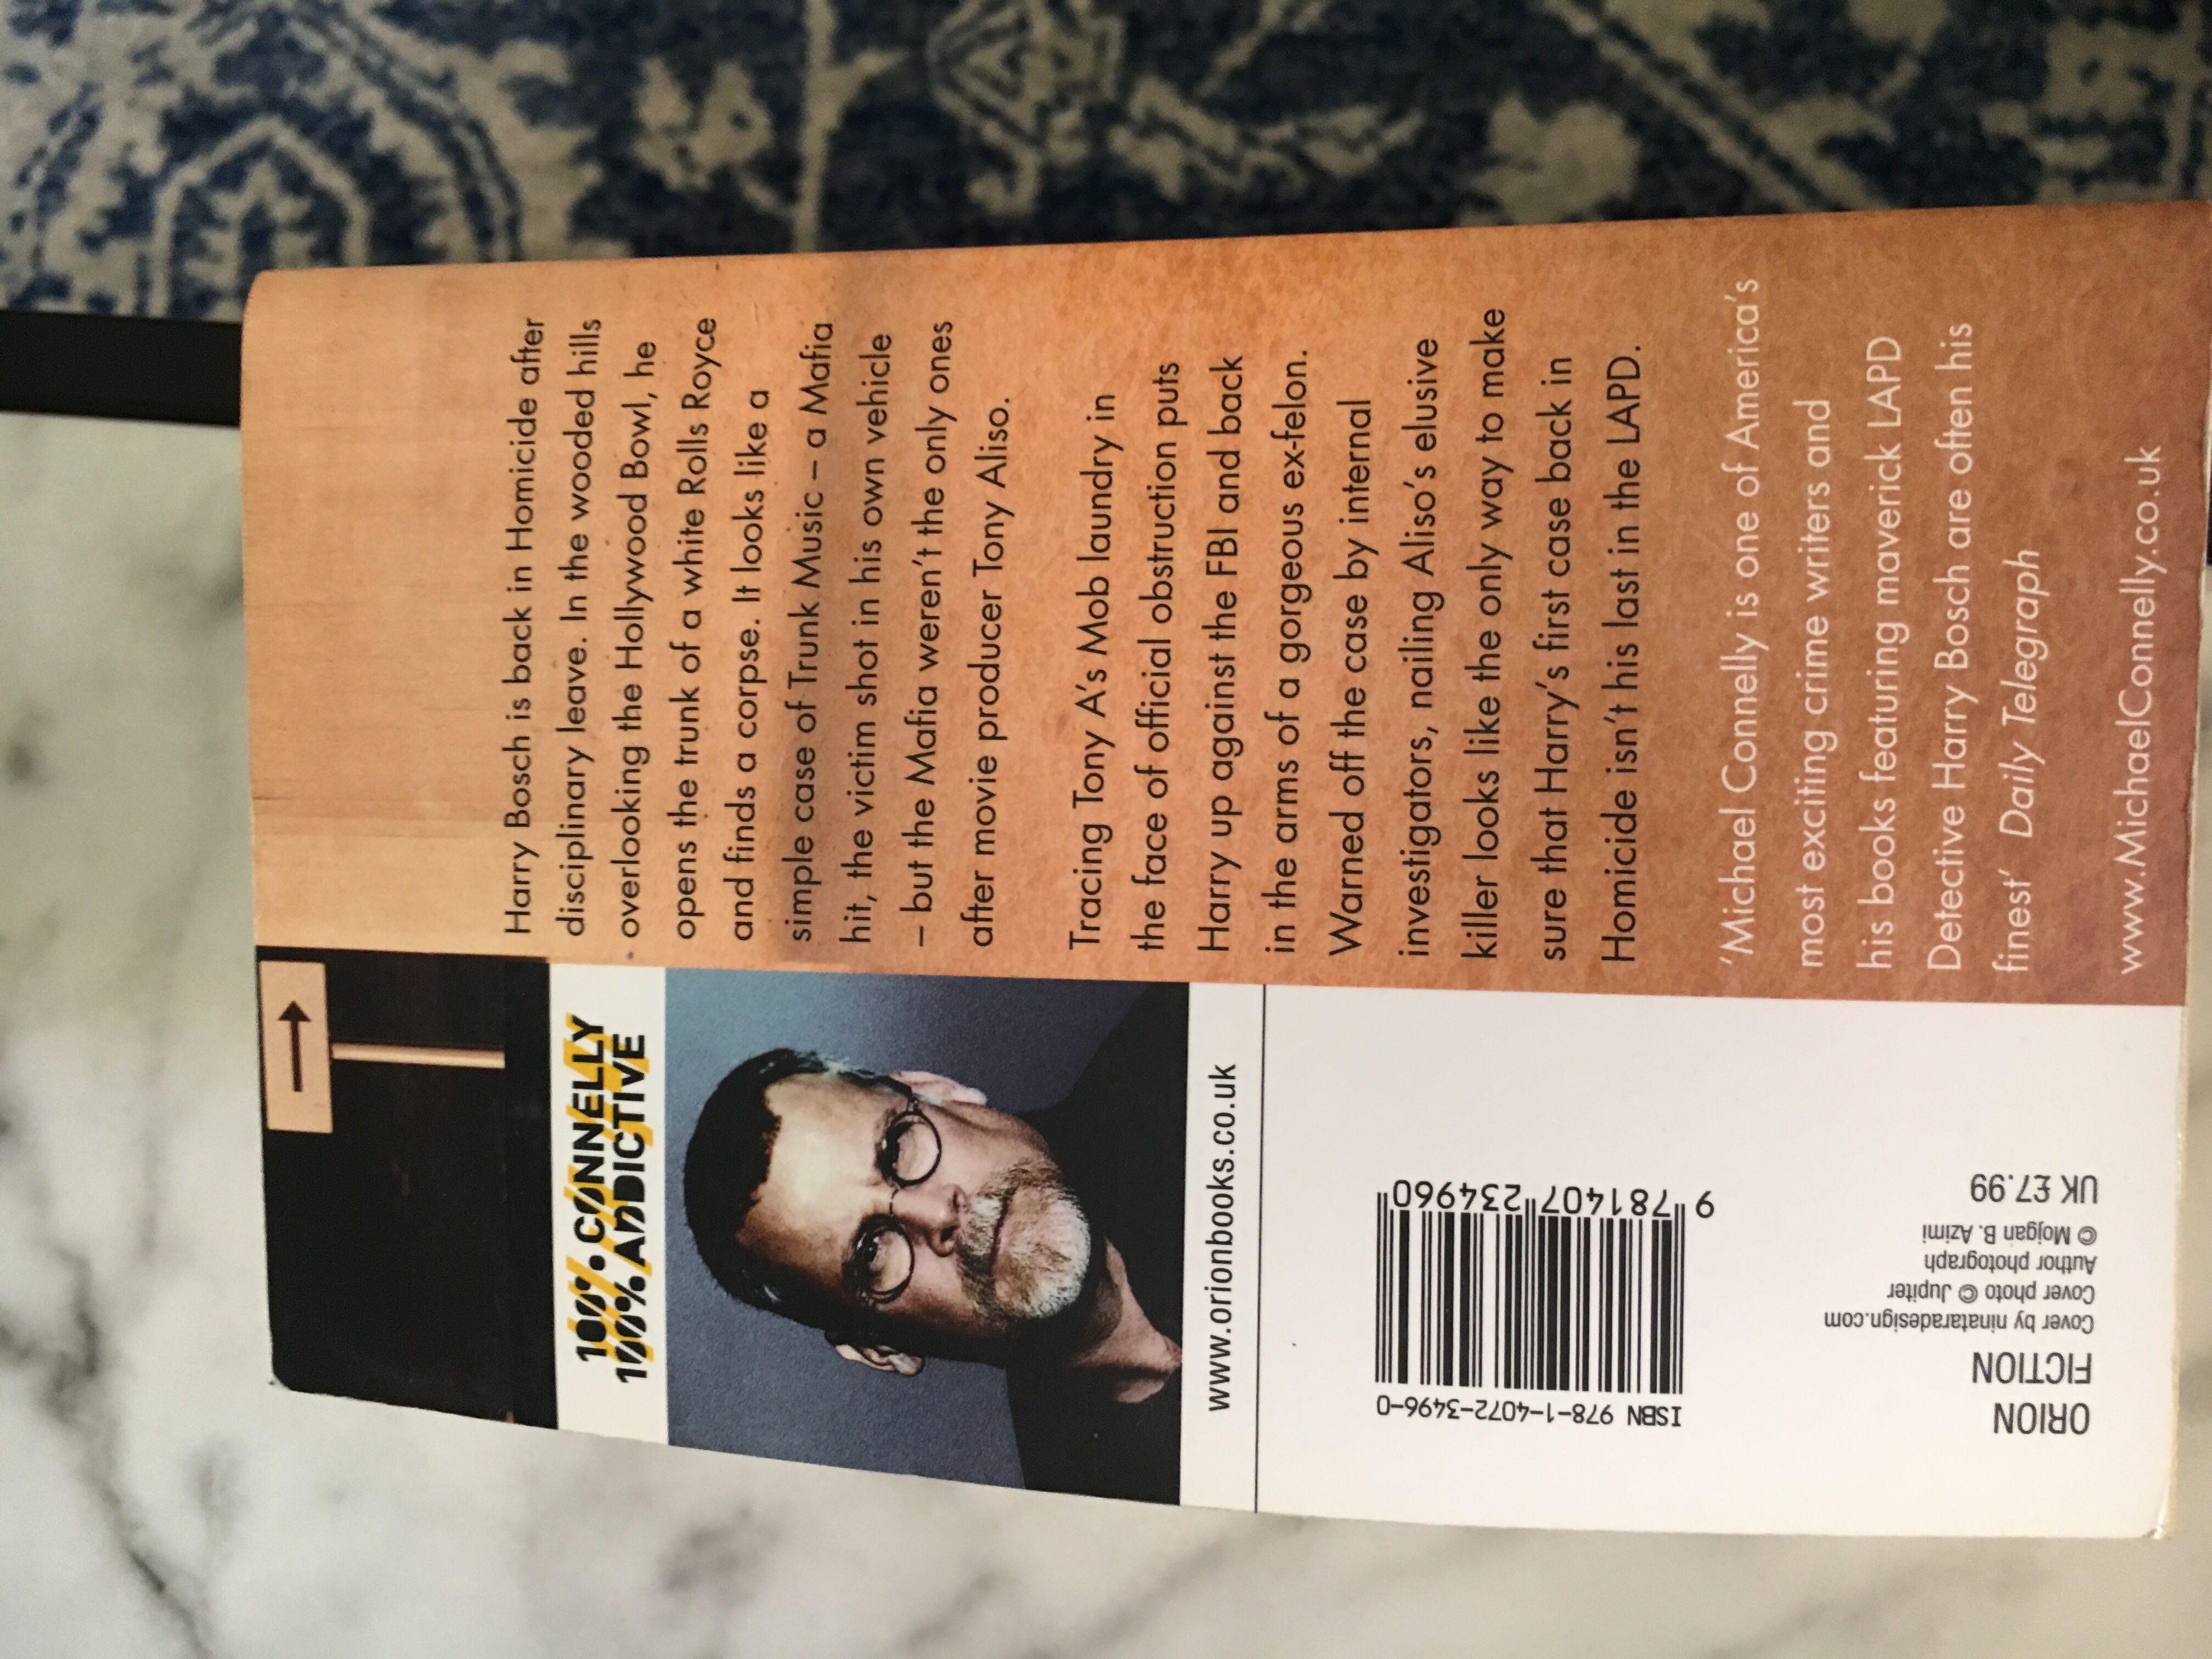 100% CONNELLY
100% ADDICTIVE
www.orionbooks.co.uk
Harry Bosch is back in Homicide after
disciplinary leave. In the wooded hills
overlooking the Hollywood Bowl, he
opens the trunk of a white Rolls Royce
and finds a corpse. It looks like a
simple case of Trunk Music – a Mafia
hit, the victim shot in his own vehicle
– but the Mafia weren't the only ones
after movie producer Tony Aliso.
Tracing Tony A's Mob laundry in
the face of official obstruction puts
Harry up against the FBI and back
in the arms of a gorgeous ex-felon.
Warned off the case by internal
investigators, nailing Aliso's elusive
killer looks like the only way to make
sure that Harry's first case back in
Homicide isn't his last in the LAPD.
'Michael Connelly is one of America's
most exciting crime writers and
his books featuring maverick LAPD
Detective Harry Bosch are often his
finest' Daily Telegraph
www.MichaelConnelly.co.uk
ORION
FICTION
Cover by ninataradesign.com
Cover photo © Jupiter
Author photograph
© Mojgan B. Azimi
UK £7.99
ISBN 978-1-4072-3496-0
9 781407 234960